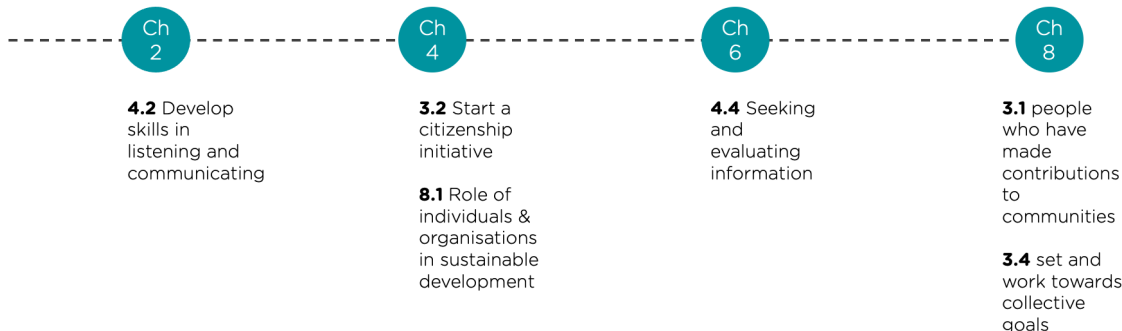 Ch
2
4.2 Develop
skills in
listening and
communicating
Ch
4
3.2 Start a
citizenship
initiative
8.1 Role of
individuals &
organisations
in sustainable
development
Ch
6
4.4 Seeking
and
evaluating
information
Ch
8
3.1 people
who have
made
contributions
to
communities
3.4 set and
work towards
collective
goals